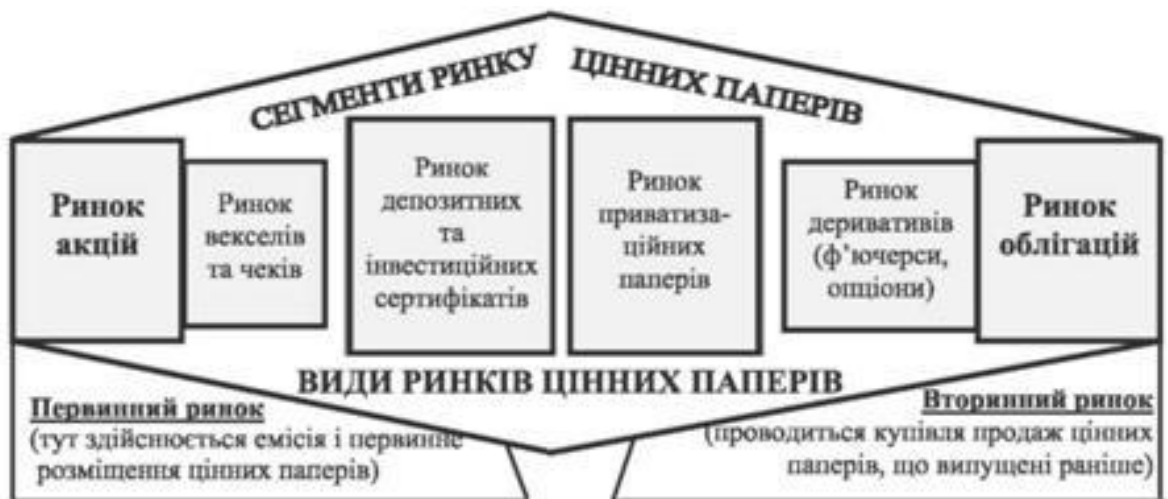 СЕГМЕНТИ РИНКУ ЦІННИХ ПАПЕРІВ
Ринок
акцій
Ринок
векселів
та чеків
Ринок
депозитних
та
інвестиційних
сертифікатів
Ринок
приватиза-
ційних
паперів
Ринок
деривативів
(ф’ючерси,
опціони)
Ринок
облігацій
ВИДИ РИНКІВ ЦІННИХ ПАПЕРІВ
Первинний ринок
(тут здійснюється емісія і первинне
розміщення цінних паперів)
Вторинний ринок
(проводиться купівля продаж цінних
паперів, що випущені раніше)